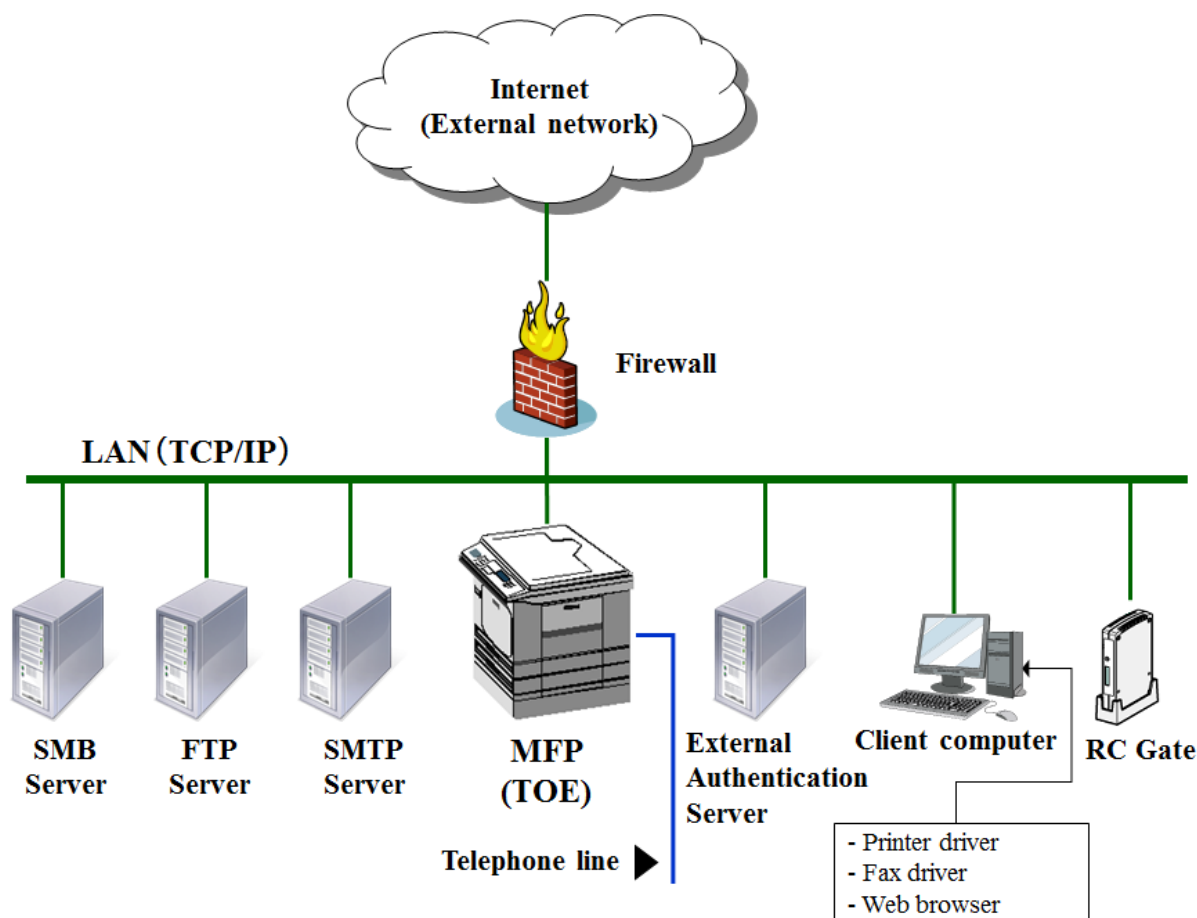 Internet
(External network)
Firewall
LAN（TCP/IP）
SMB
Server
FTP
Server
SMTP
Server
MFP
(TOE)
External
Authentication
Server
Client computer
RC Gate
Telephone line
- Printer driver
- Fax driver
- Web browser